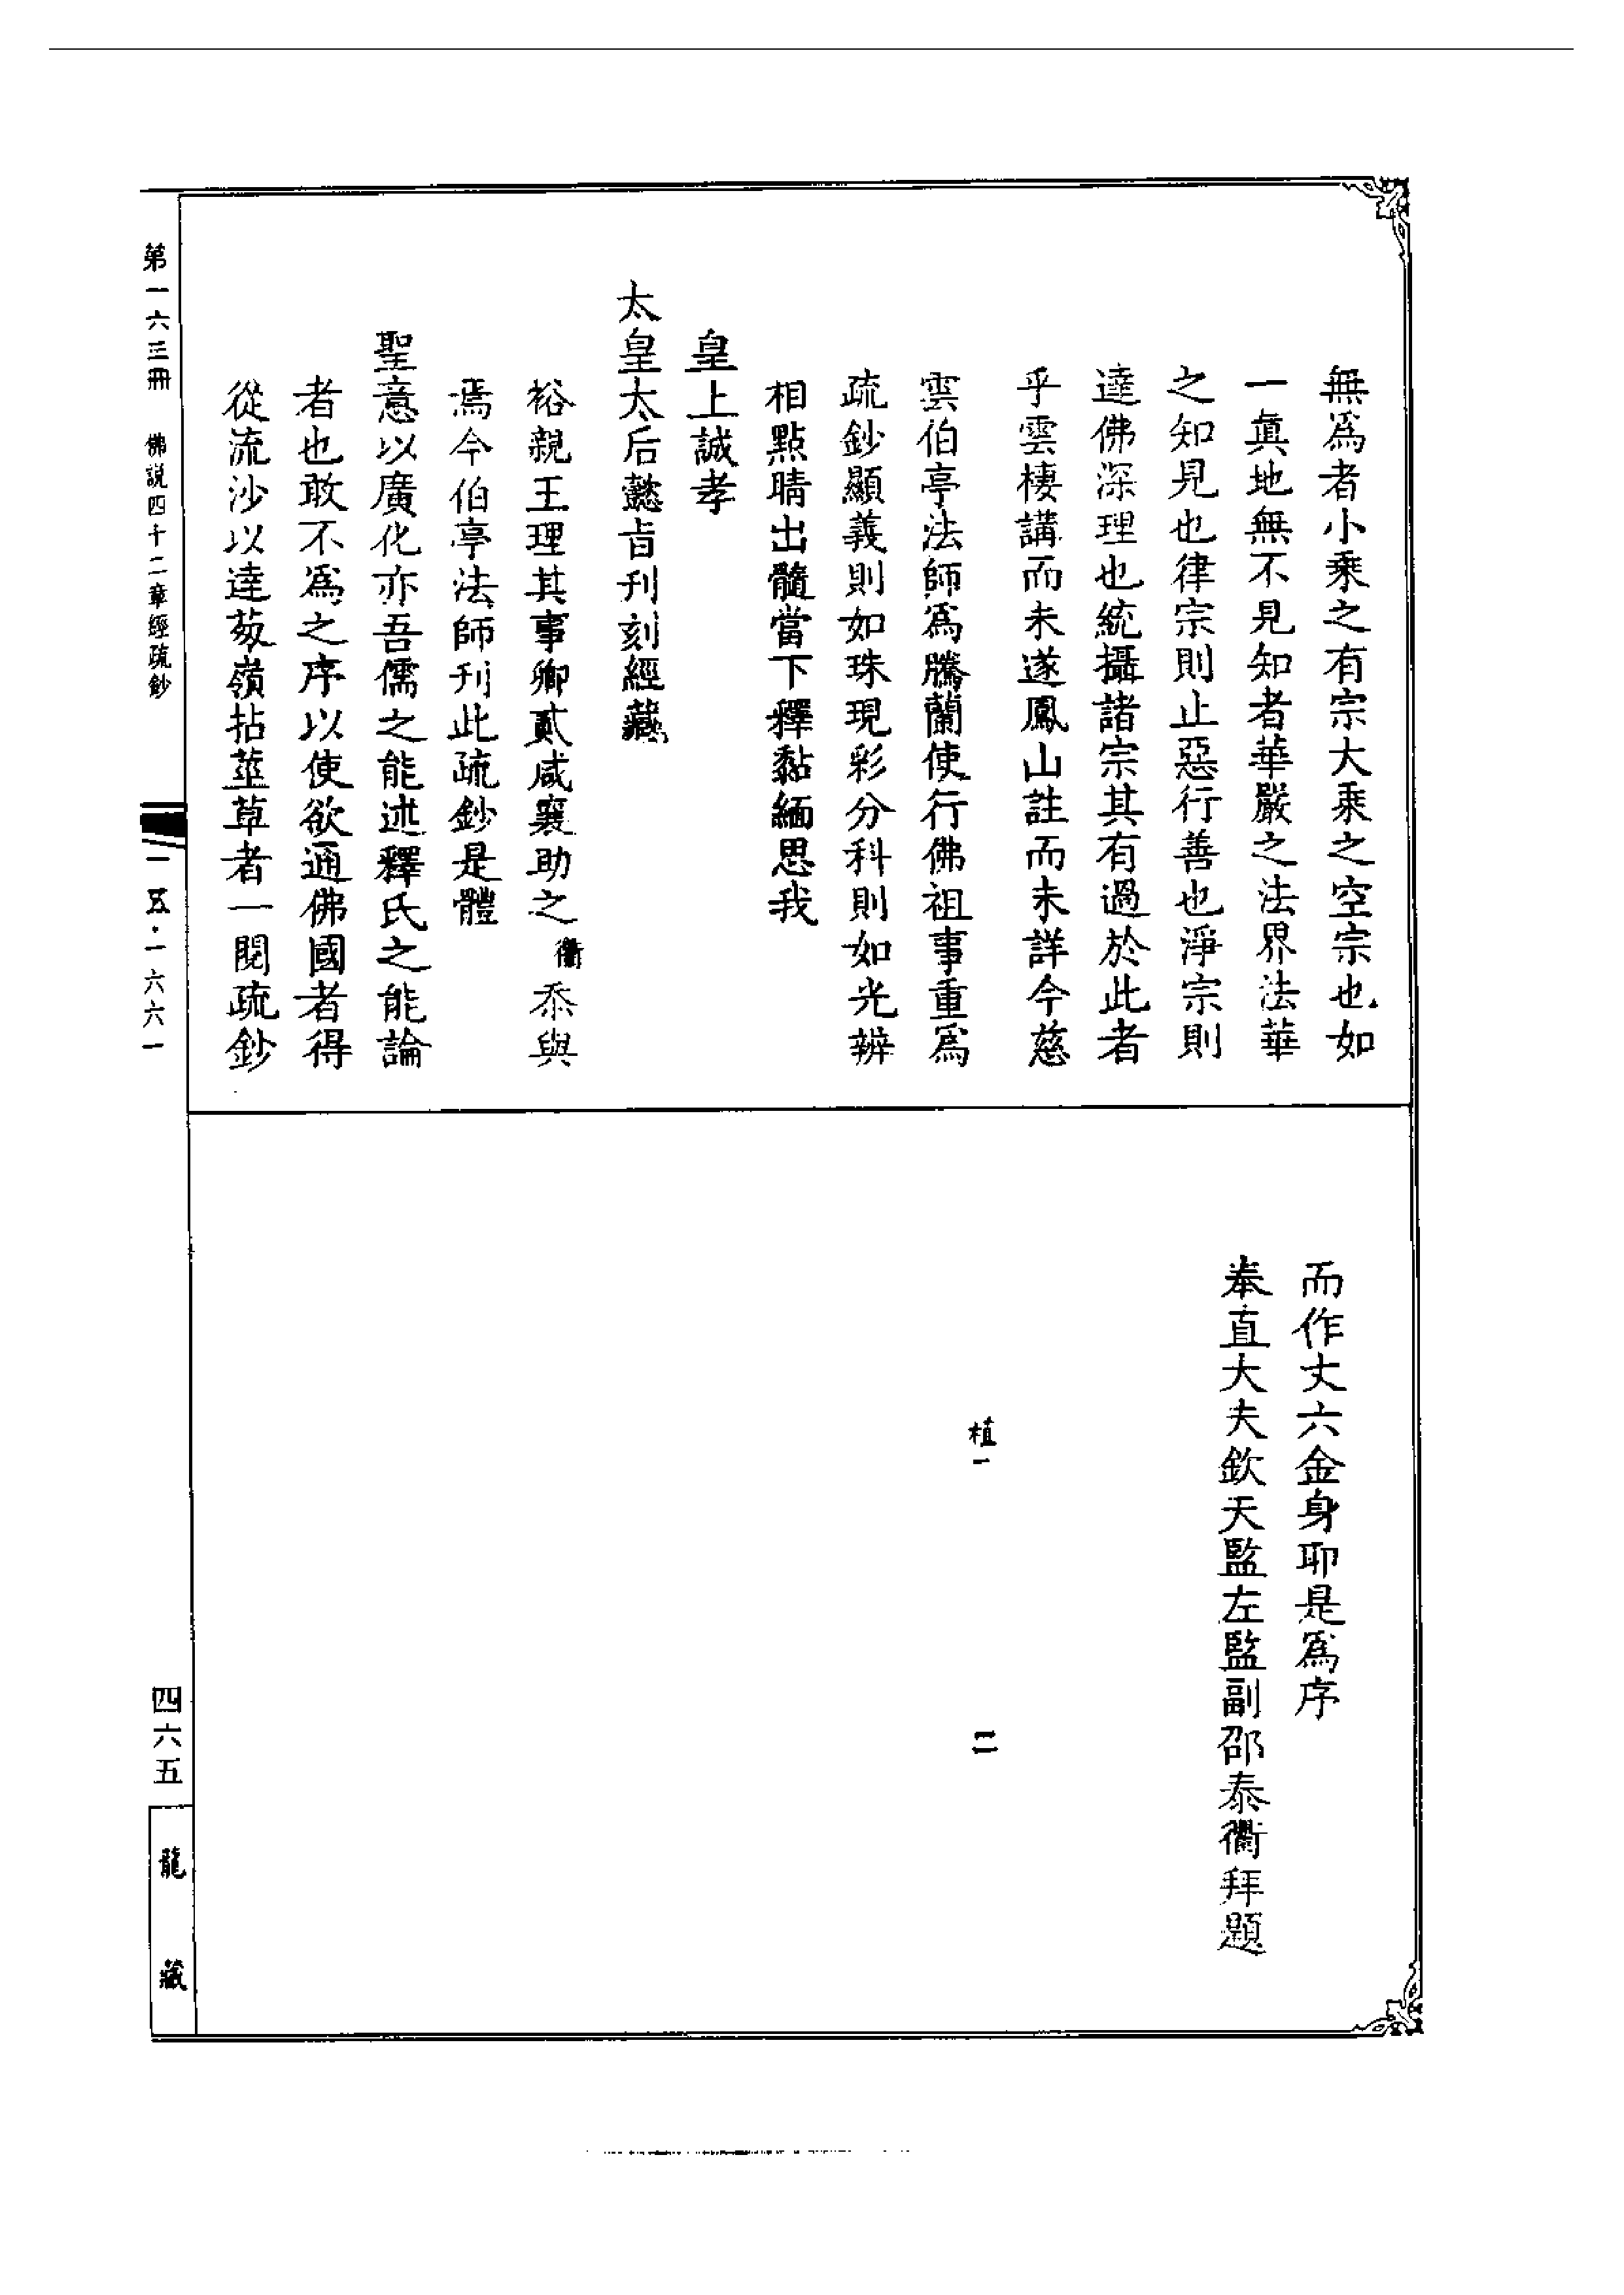 無爲者小乘之有宗大乘之空宗也如
一眞地無不見知者華嚴之法界法華
之知見也律宗則止惡行善也淨宗則
達佛深理也統攝諸宗其有過於此者
乎雲棲講而未遂鳳山註而未詳今慈
雲伯亭法師爲騰蘭使行佛祖事重爲
疏鈔顯義則如珠現彩分科則如光辨
相點睛出髓當下釋黏緬思我
皇上誠孝
太皇太后懿旨刊刻經藏
裕親王理其事卿貳咸襄助之衢忝與
焉今伯亭法師刊此疏鈔是體
聖意以廣化亦吾儒之能述釋氏之能論
者也敢不爲之序以使欲通佛國者得
從流沙以達葱嶺拈莖草者一閱疏鈔
而作丈六金身耶是爲序
奉直大夫欽天監左監副邵泰衢拜題
植一
二
第一六三冊 佛説四十二章經疏鈔
一五·一六六一
四六五
龍藏